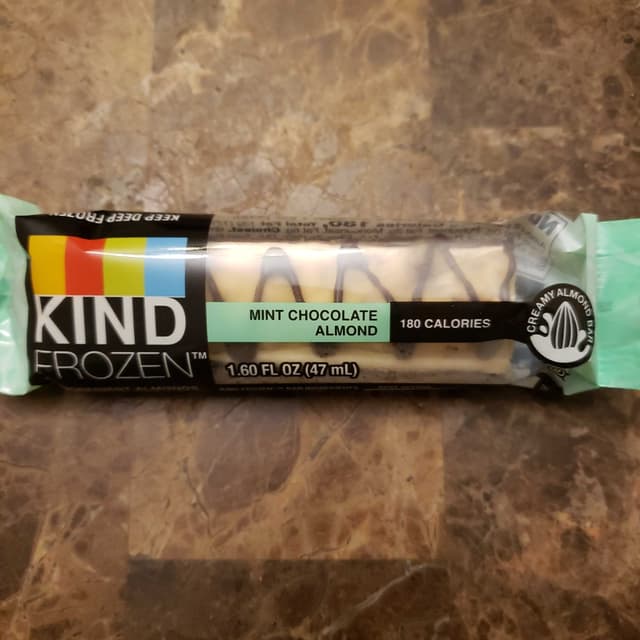 KEEP DEEP FROZEN
KIND
FROZEN™
MINT CHOCOLATE
ALMOND
180 CALORIES
1.60 FL OZ (47 mL)
CREAMY ALMOND BAR